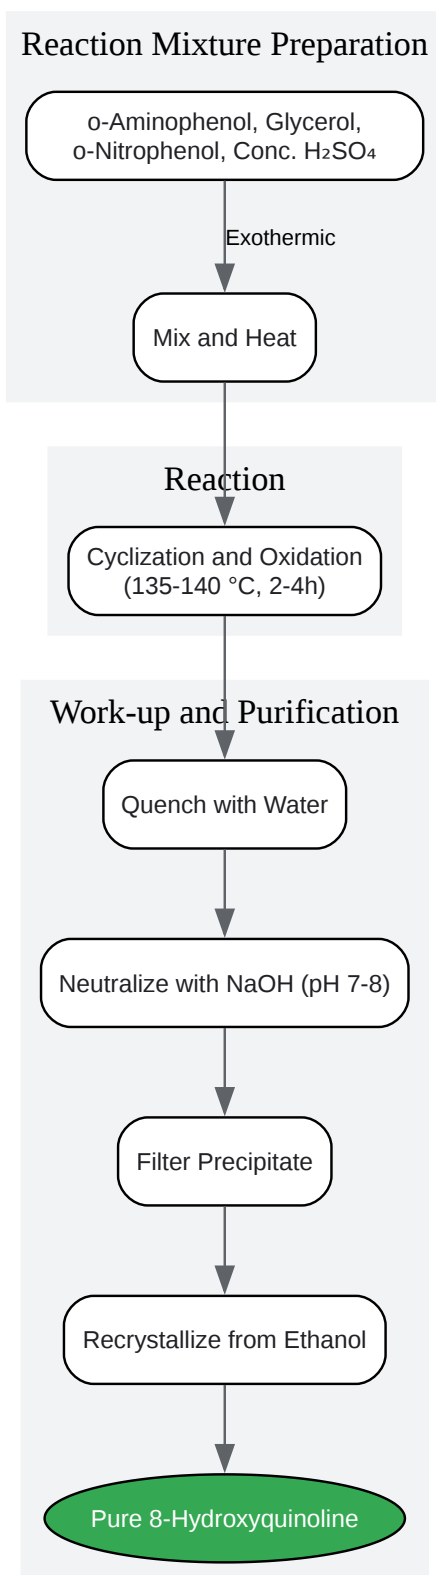 Reaction Mixture Preparation
o-Aminophenol, Glycerol,
o-Nitrophenol, Conc. H₂SO₄
Exothermic
Mix and Heat
Reaction
Cyclization and Oxidation
(135-140 °C, 2-4h)
Work-up and Purification
Quench with Water
Neutralize with NaOH (pH 7-8)
Filter Precipitate
Recrystallize from Ethanol
Pure 8-Hydroxyquinoline